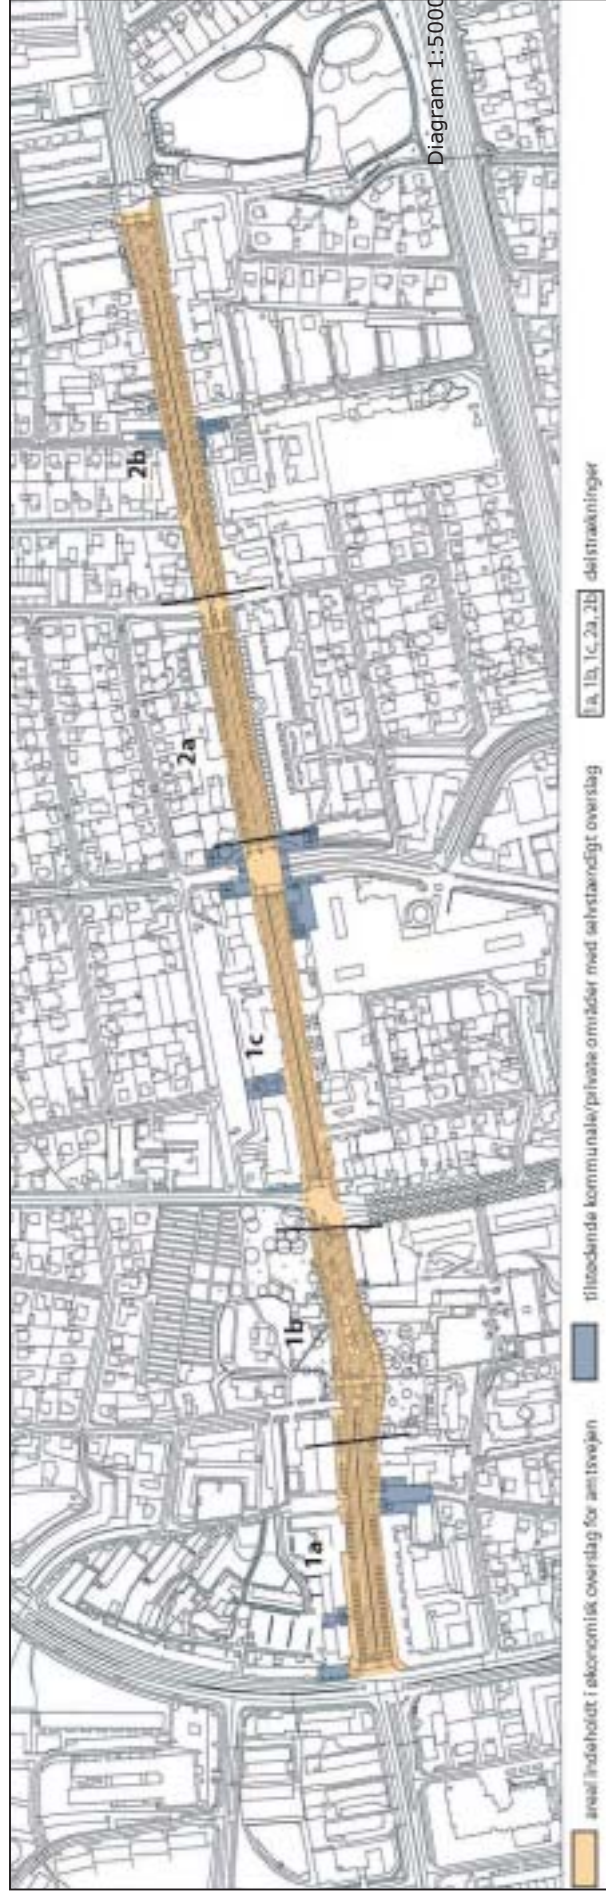 Diagram 1:5000
2b
2a
1c
1b
1a
areal indeholdt i økonomisk overslag for amtsvejen
tilstødende kommunale/private områder med selvstændigt overslag
1a, 1b, 1c, 2a, 2b delstrækninger